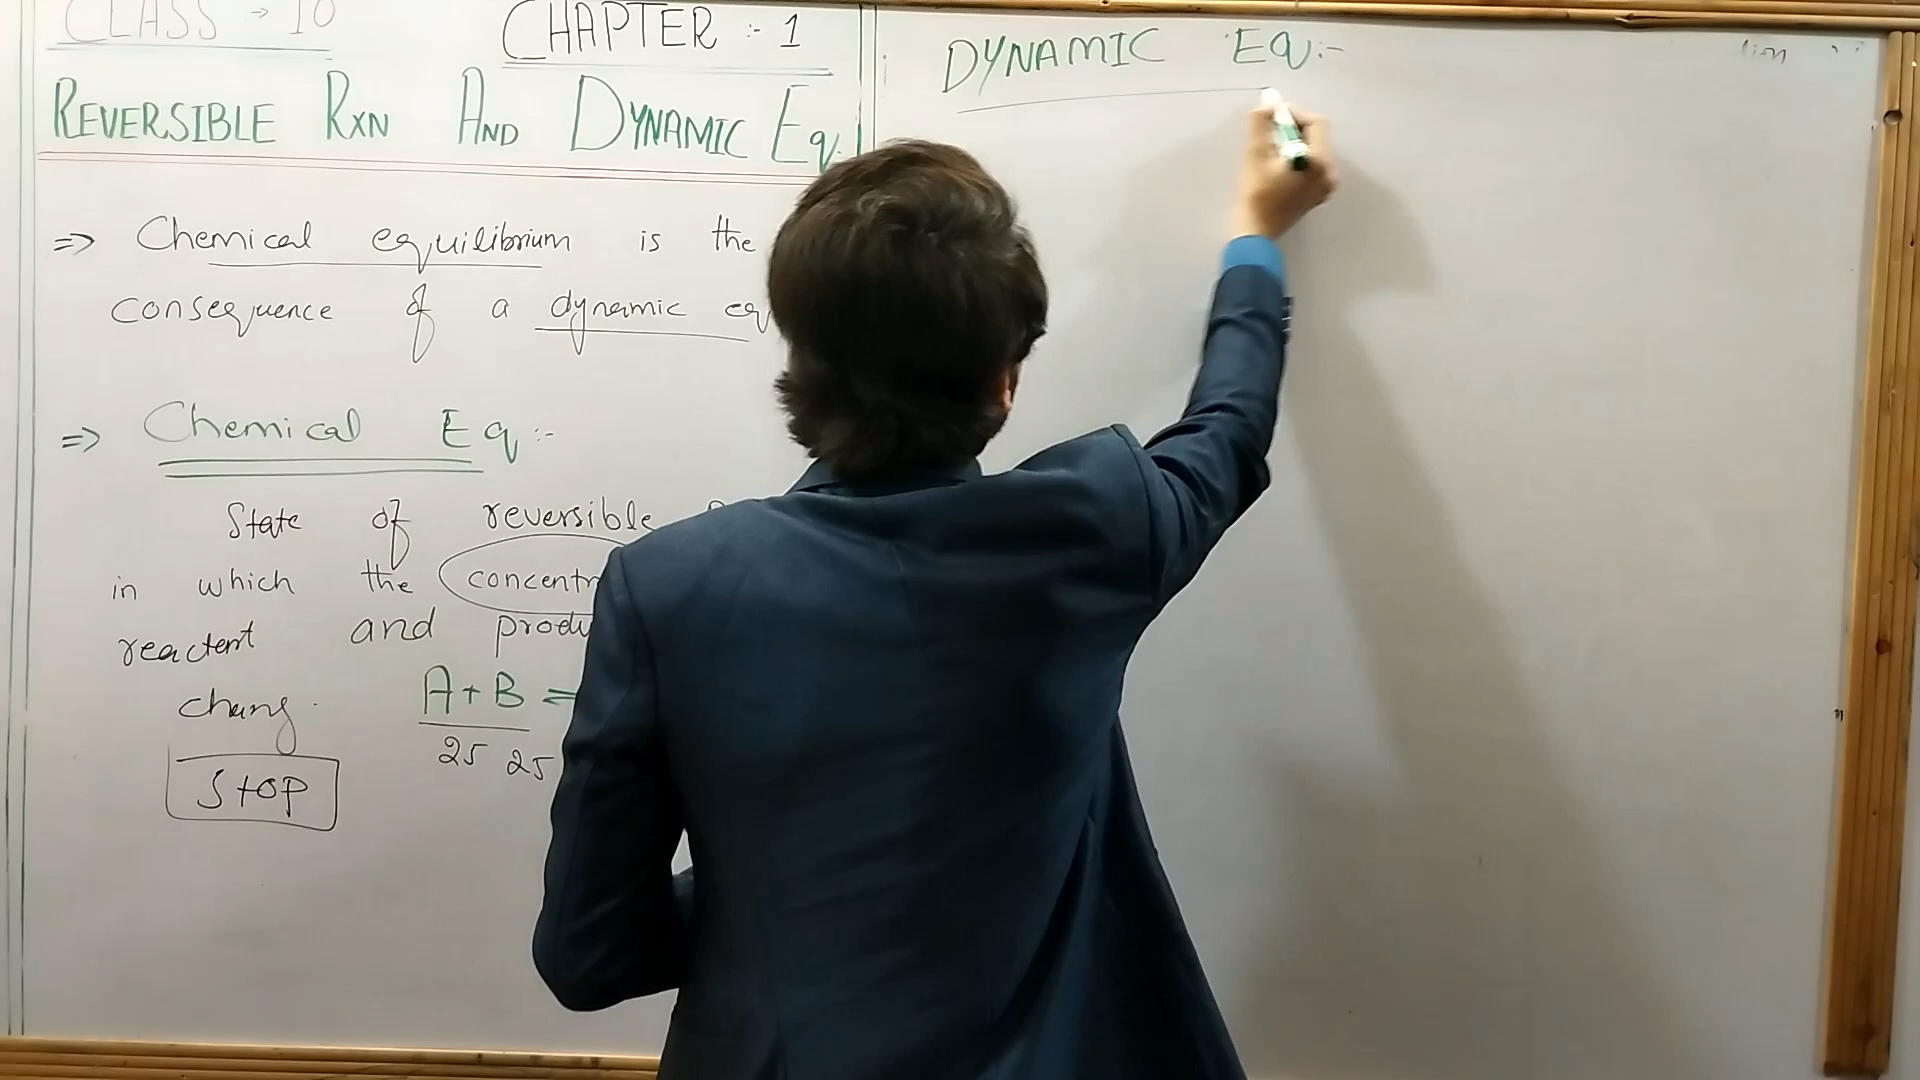 CLASS → 10
CHAPTER :- 1
REVERSIBLE RXN AND DYNAMIC Eq.
⇒ Chemical equilibrium is the
consequence of a dynamic eq
⇒ Chemical Eq :-
State of reversible
in which the concentr
reactent and produ
chang.
A + B =
25 25
Stop
DYNAMIC EQ:-